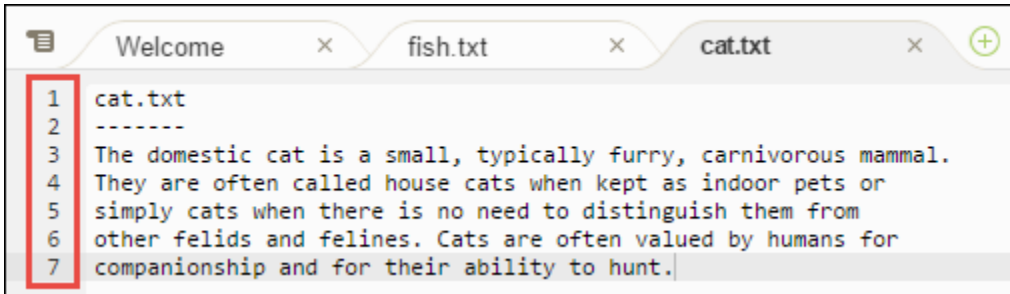 Welcome × fish.txt × cat.txt ×
1 cat.txt
2 -------
3 The domestic cat is a small, typically furry, carnivorous mammal.
4 They are often called house cats when kept as indoor pets or
5 simply cats when there is no need to distinguish them from
6 other felids and felines. Cats are often valued by humans for
7 companionship and for their ability to hunt.